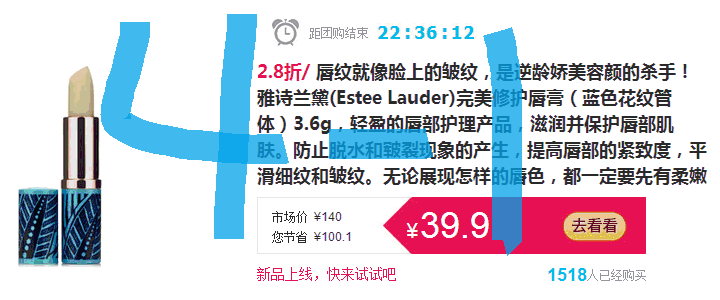 距团购结束 22:36:12
2.8折/ 唇纹就像脸上的皱纹，是逆龄娇美容颜的杀手！
雅诗兰黛(Estee Lauder)完美修护唇膏（蓝色花纹管
体）3.6g，轻盈的唇部护理产品，滋润并保护唇部肌
肤。防止脱水和皲裂现象的产生，提高唇部的紧致度，平
滑细纹和皱纹。无论展现怎样的唇色，都一定要先有柔嫩
市场价 ¥140
您节省 ¥100.1
¥39.9
去看看
新品上线，快来试试吧
1518人已经购买
4-1